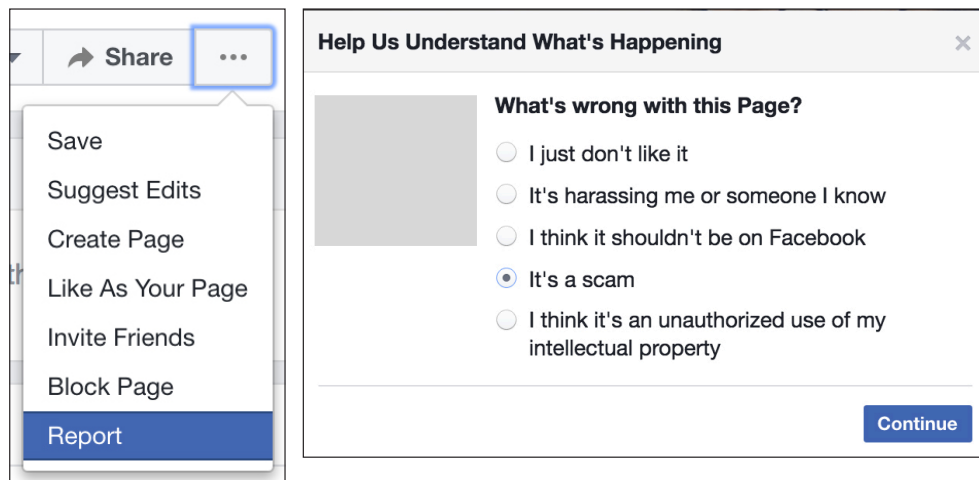 Share
Save
Suggest Edits
Create Page
Like As Your Page
Invite Friends
Block Page
Report
Help Us Understand What's Happening
What's wrong with this Page?
I just don't like it
It's harassing me or someone I know
I think it shouldn't be on Facebook
It's a scam
I think it's an unauthorized use of my
intellectual property
Continue